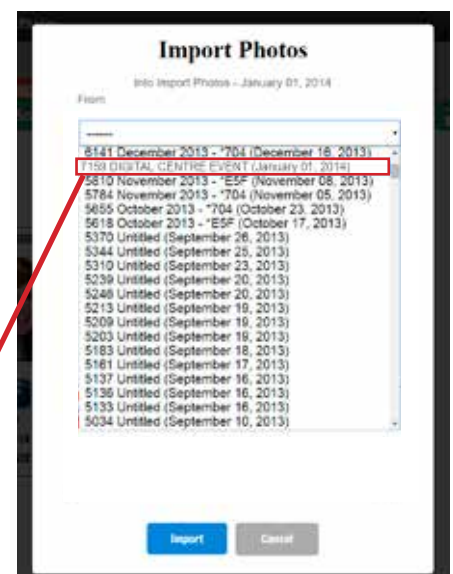 Import Photos
Into Import Photos - January 01, 2014
From
-------
6141 December 2013 - *704 (December 16, 2013)
7159 DIGITAL CENTRE EVENT (January 01, 2014)
5810 November 2013 - *E5F (November 08, 2013)
5784 November 2013 - *704 (November 05, 2013)
5655 October 2013 - *704 (October 23, 2013)
5618 October 2013 - *E5F (October 17, 2013)
5370 Untitled (September 26, 2013)
5344 Untitled (September 25, 2013)
5310 Untitled (September 23, 2013)
5239 Untitled (September 20, 2013)
5246 Untitled (September 20, 2013)
5213 Untitled (September 19, 2013)
5209 Untitled (September 19, 2013)
5203 Untitled (September 19, 2013)
5183 Untitled (September 18, 2013)
5161 Untitled (September 17, 2013)
5137 Untitled (September 16, 2013)
5136 Untitled (September 16, 2013)
5133 Untitled (September 16, 2013)
5034 Untitled (September 10, 2013)
Import
Cancel